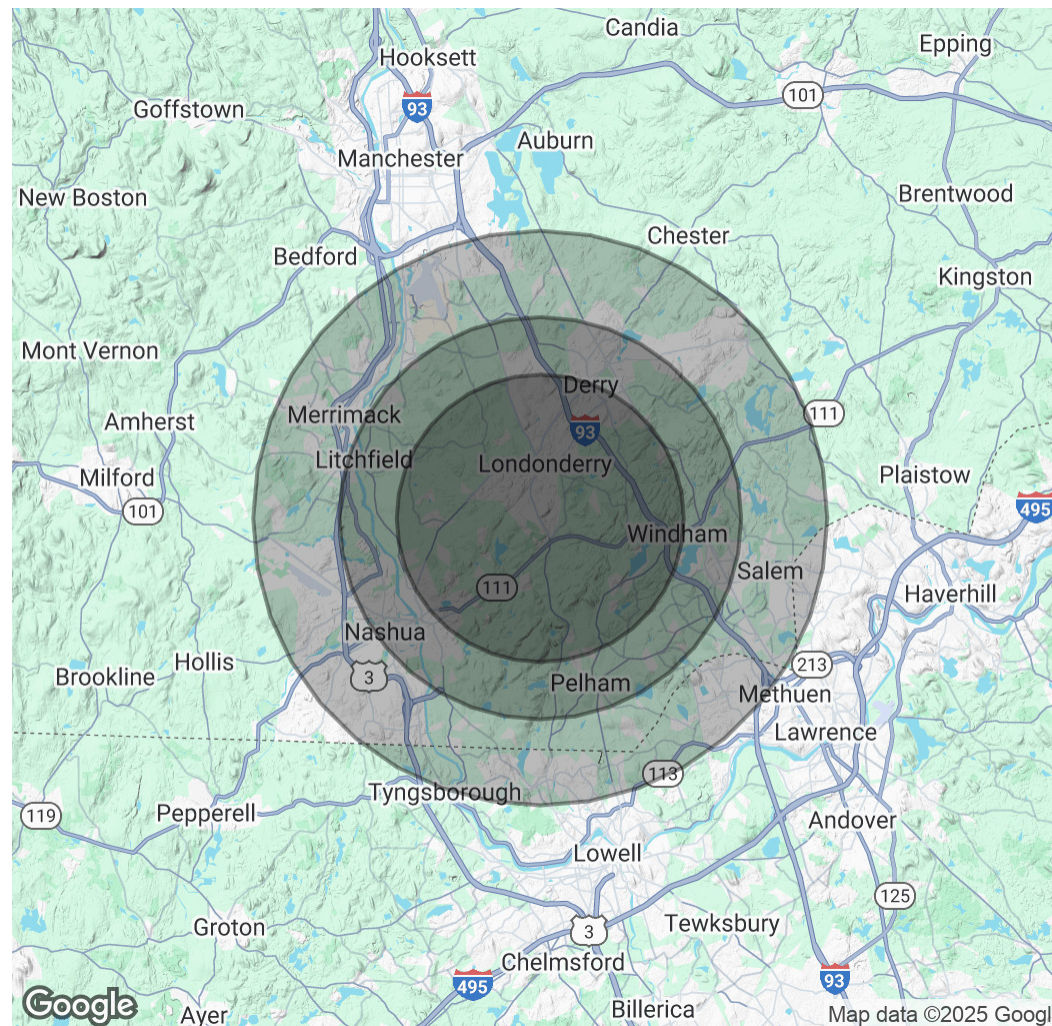 Candia
Epping
Hooksett
93
101
Goffstown
Auburn
Manchester
New Boston
Brentwood
Chester
Bedford
Kingston
Mont Vernon
Derry
Merrimack
111
Amherst
93
Litchfield
Londonderry
Plaistow
Milford
101
495
Windham
Salem
111
Haverhill
Nashua
Hollis
213
Brookline
3
Pelham
Methuen
Lawrence
113
Tyngsborough
119
Pepperell
Andover
Lowell
125
Groton
Tewksbury
3
Chelmsford
495
93
Google
Ayer
Billerica
Map data ©2025 Googl